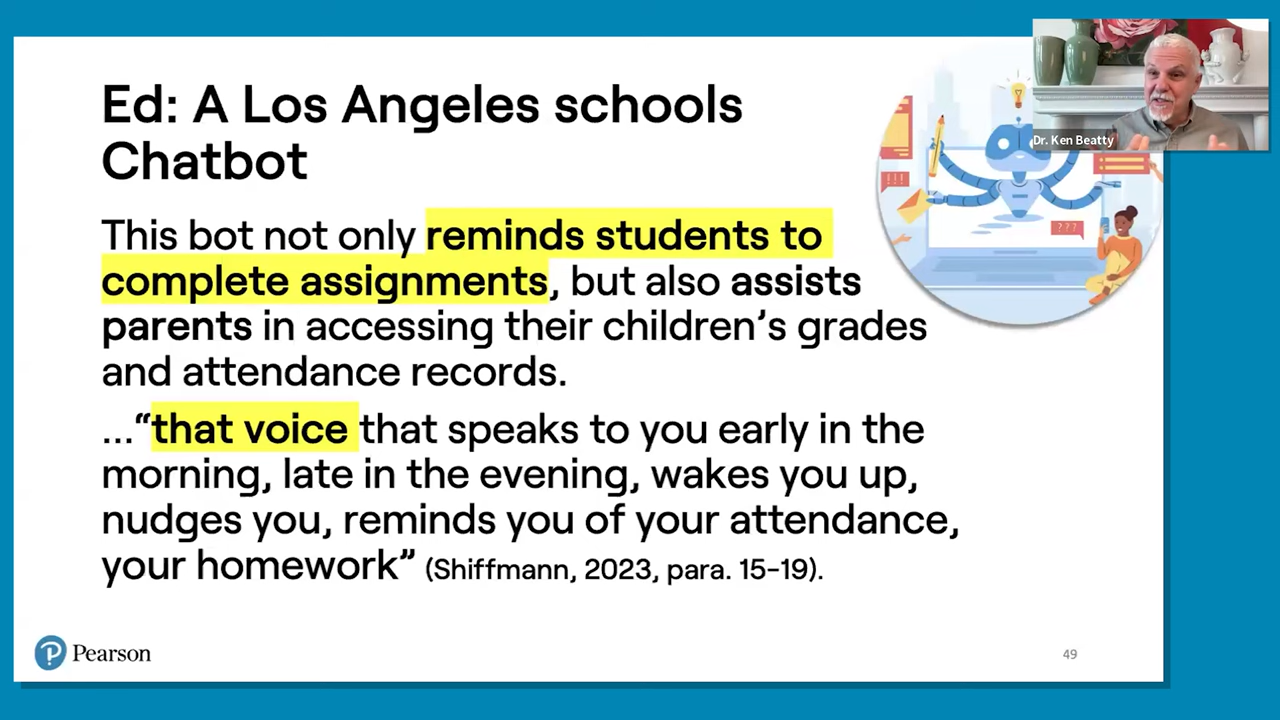 Ed: A Los Angeles schools
Chatbot
This bot not only reminds students to
complete assignments, but also assists
parents in accessing their children’s grades
and attendance records.
...“that voice that speaks to you early in the
morning, late in the evening, wakes you up,
nudges you, reminds you of your attendance,
your homework” (Shiffmann, 2023, para. 15-19).
Dr. Ken Beatty
!!!
???
Pearson
49